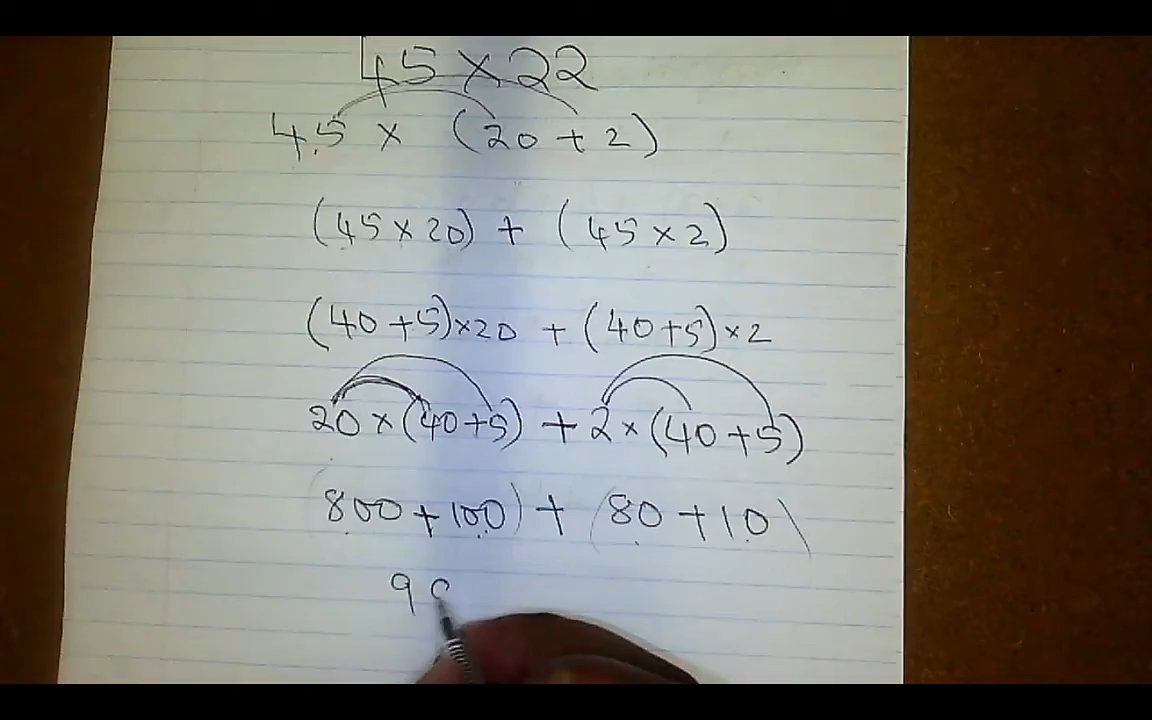 45 × 22
45 × (20 + 2)
(45 × 20) + (45 × 2)
(40 + 5) × 20 + (40 + 5) × 2
20 × (40 + 5) + 2 × (40 + 5)
(800 + 100) + (80 + 10)
9